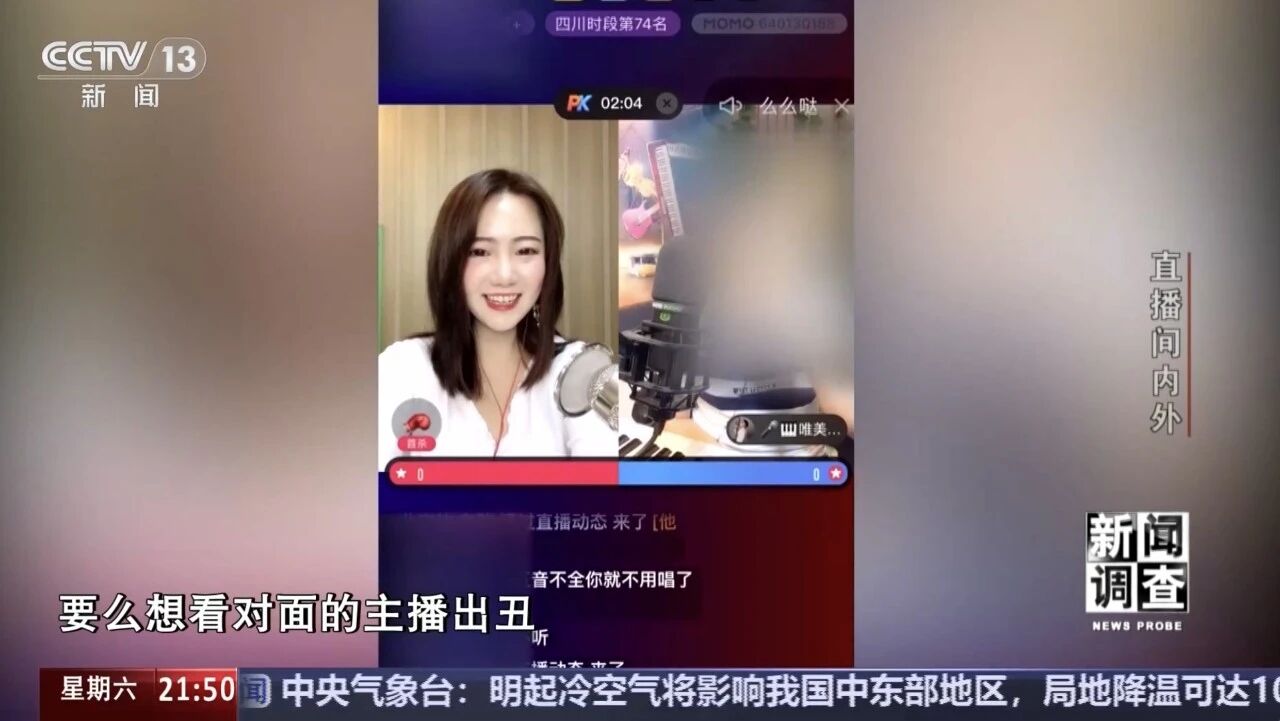 CCTV 13
新闻
四川时段第74名
MOMO 640130188
PK 02:04
么么哒
直播间内外
首杀
唯美...
0
0
直播动态 来了 [他
音不全你就不用唱了
听
播动态 来了
要么想看对面的主播出丑
新闻调查
NEWS PROBE
星期六 21:50
闻 中央气象台：明起冷空气将影响我国中东部地区，局地降温可达10